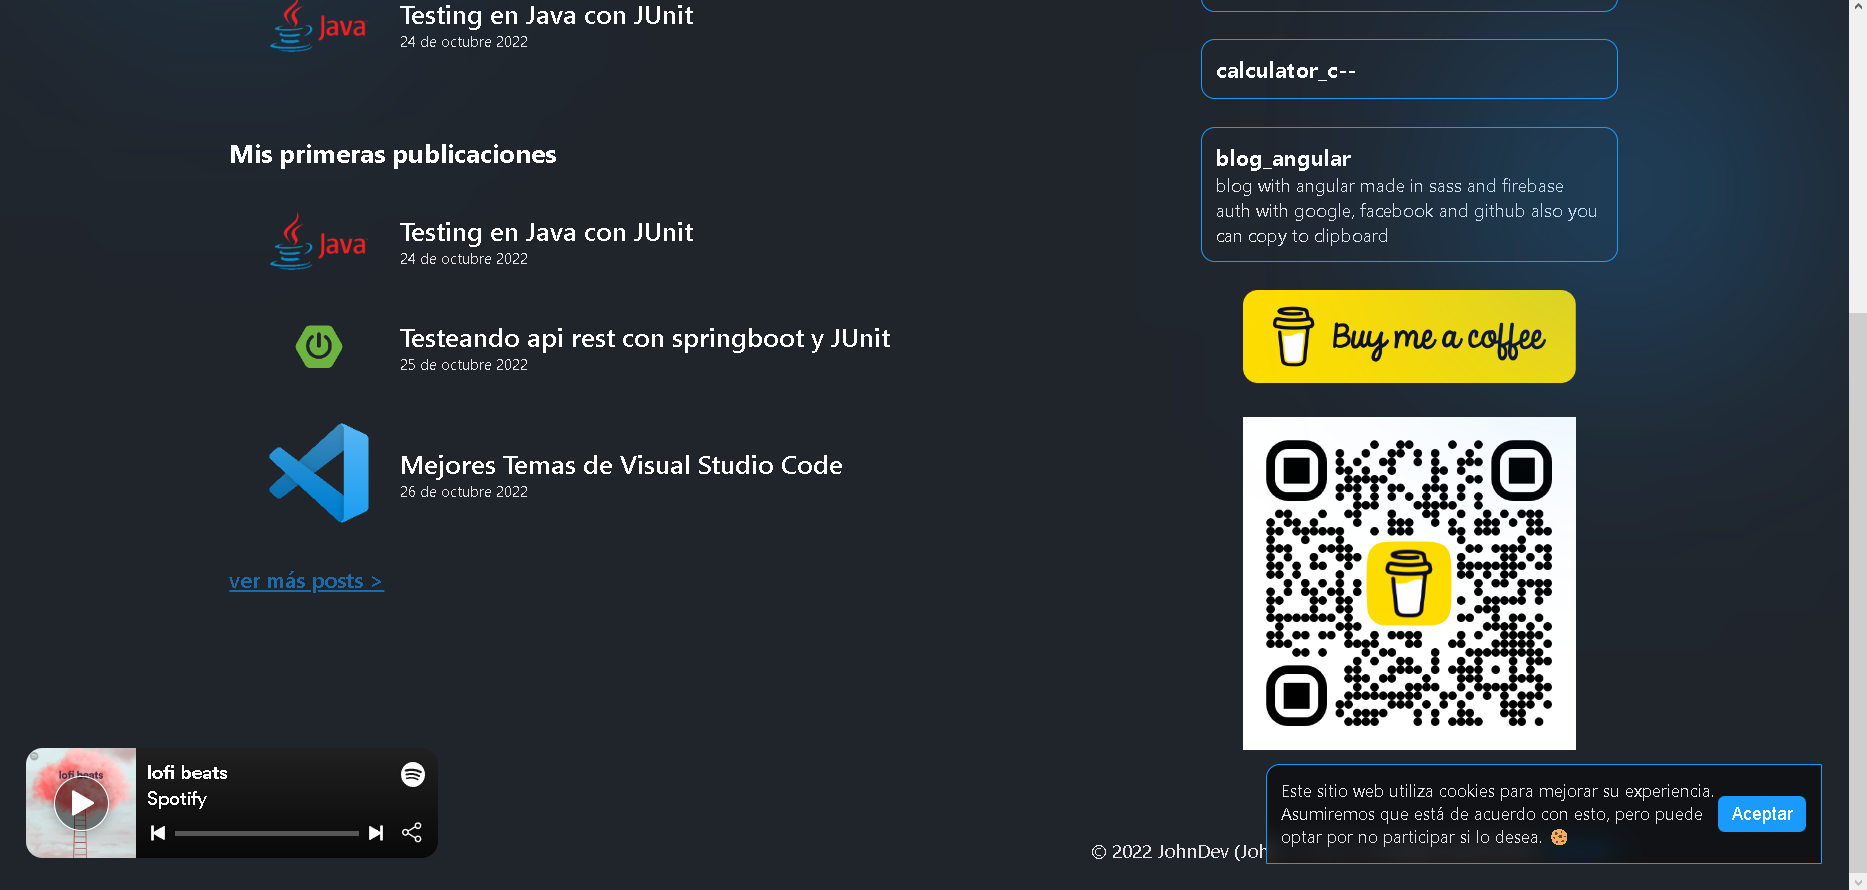 Java
Testing en Java con JUnit
24 de octubre 2022
Mis primeras publicaciones
Java
Testing en Java con JUnit
24 de octubre 2022
Testeando api rest con springboot y JUnit
25 de octubre 2022
Mejores Temas de Visual Studio Code
26 de octubre 2022
ver más posts >
calculator_c--
blog_angular
blog with angular made in sass and firebase
auth with google, facebook and github also you
can copy to clipboard
Buy me a coffee
lofi beats
lofi beats
Spotify
© 2022 JohnDev (Joh
Este sitio web utiliza cookies para mejorar su experiencia.
Asumiremos que está de acuerdo con esto, pero puede
optar por no participar si lo desea. 🍪
Aceptar